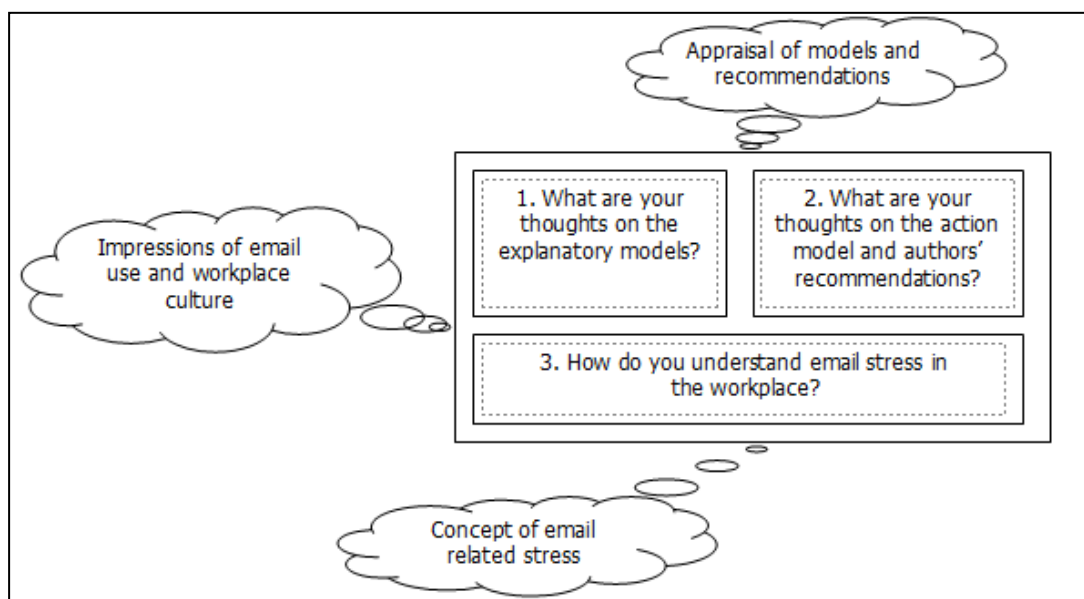 Appraisal of models and
recommendations
1. What are your
thoughts on the
explanatory models?
2. What are your
thoughts on the action
model and authors’
recommendations?
Impressions of email
use and workplace
culture
3. How do you understand email stress in
the workplace?
Concept of email
related stress